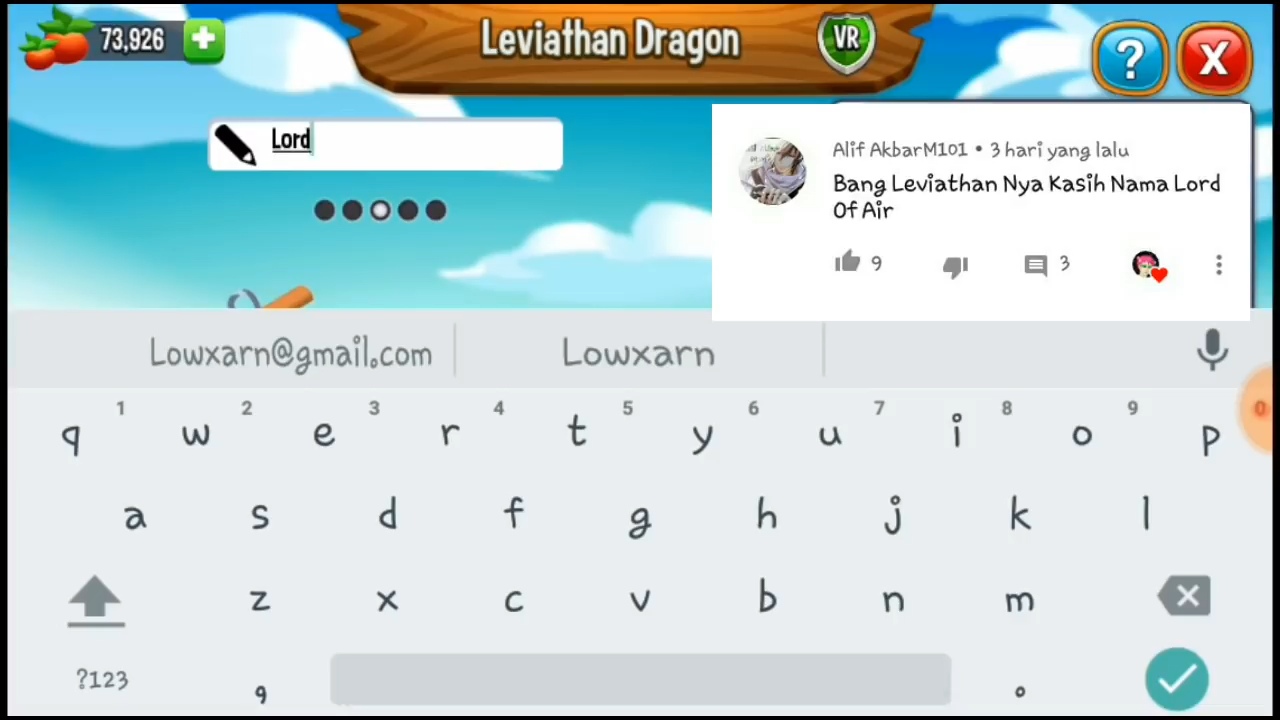 73,926
Leviathan Dragon
VR
?
X
Lord
Alif AkbarM101 • 3 hari yang lalu
Bang Leviathan Nya Kasih Nama Lord
Of Air
9
3
Lowxarn@gmail.com
Lowxarn
1 2 3 4 5 6 7 8 9 0
q w e r t y u i o p
a s d f g h j k l
z x c v b n m
?123 , .